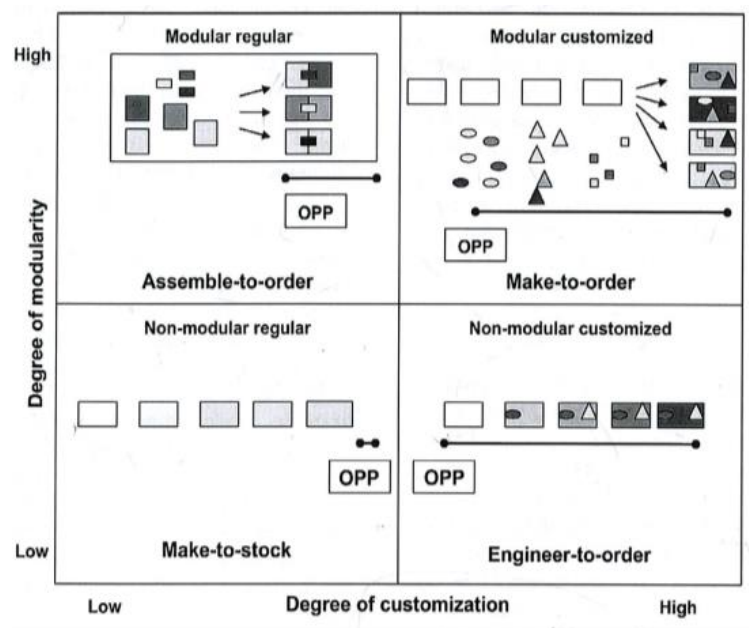 High
Modular regular
Modular customized
OPP
OPP
Assemble-to-order
Make-to-order
Degree of modularity
Non-modular regular
Non-modular customized
OPP
OPP
Make-to-stock
Engineer-to-order
Low
Low
Degree of customization
High